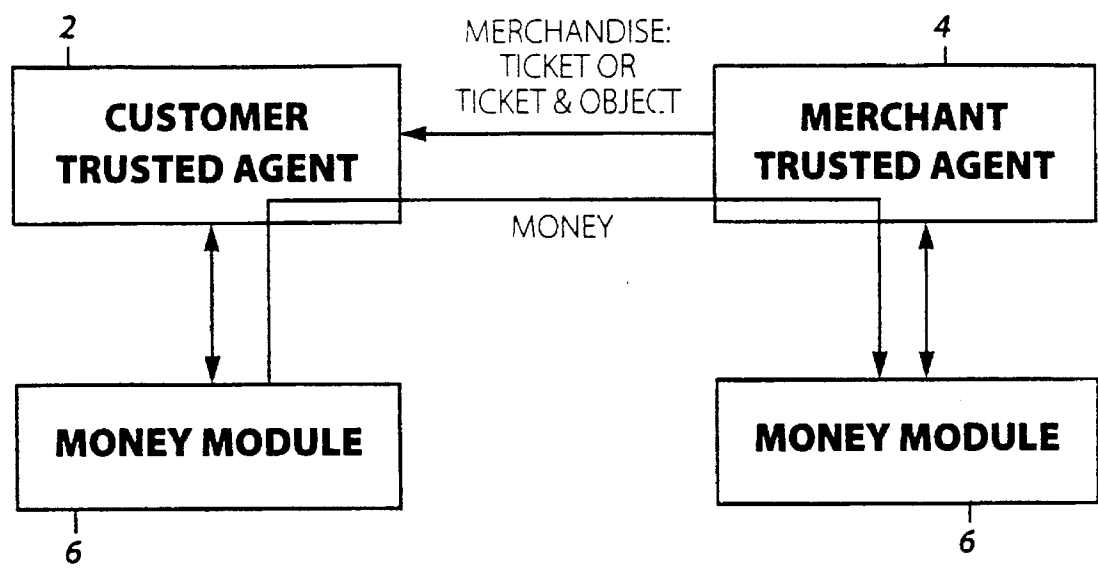 2
MERCHANDISE:
TICKET OR
TICKET & OBJECT
4
CUSTOMER
TRUSTED AGENT
MERCHANT
TRUSTED AGENT
MONEY
MONEY MODULE
MONEY MODULE
6
6